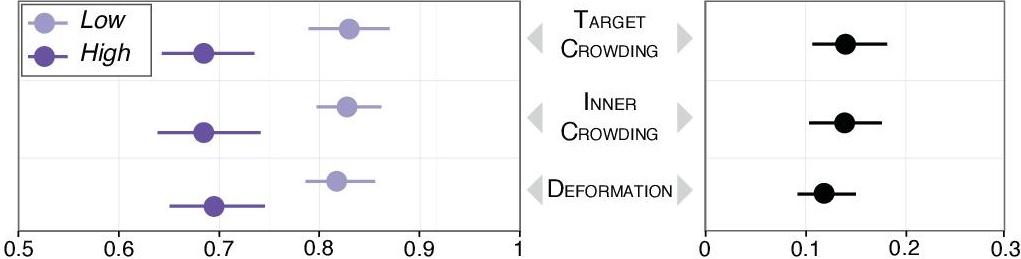 Low
High
TARGET
CROWDING
INNER
CROWDING
DEFORMATION
0.5 0.6 0.7 0.8 0.9 1
0 0.1 0.2 0.3